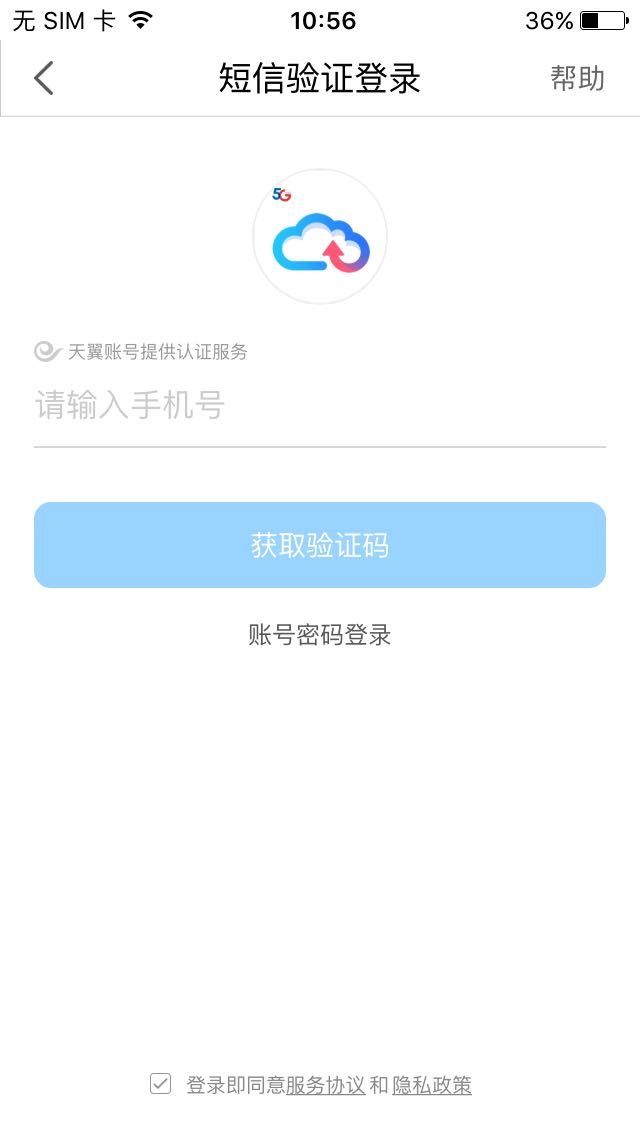 无 SIM 卡 10:56 36%
短信验证登录 帮助
5G
天翼账号提供认证服务
请输入手机号
获取验证码
账号密码登录
登录即同意服务协议和隐私政策